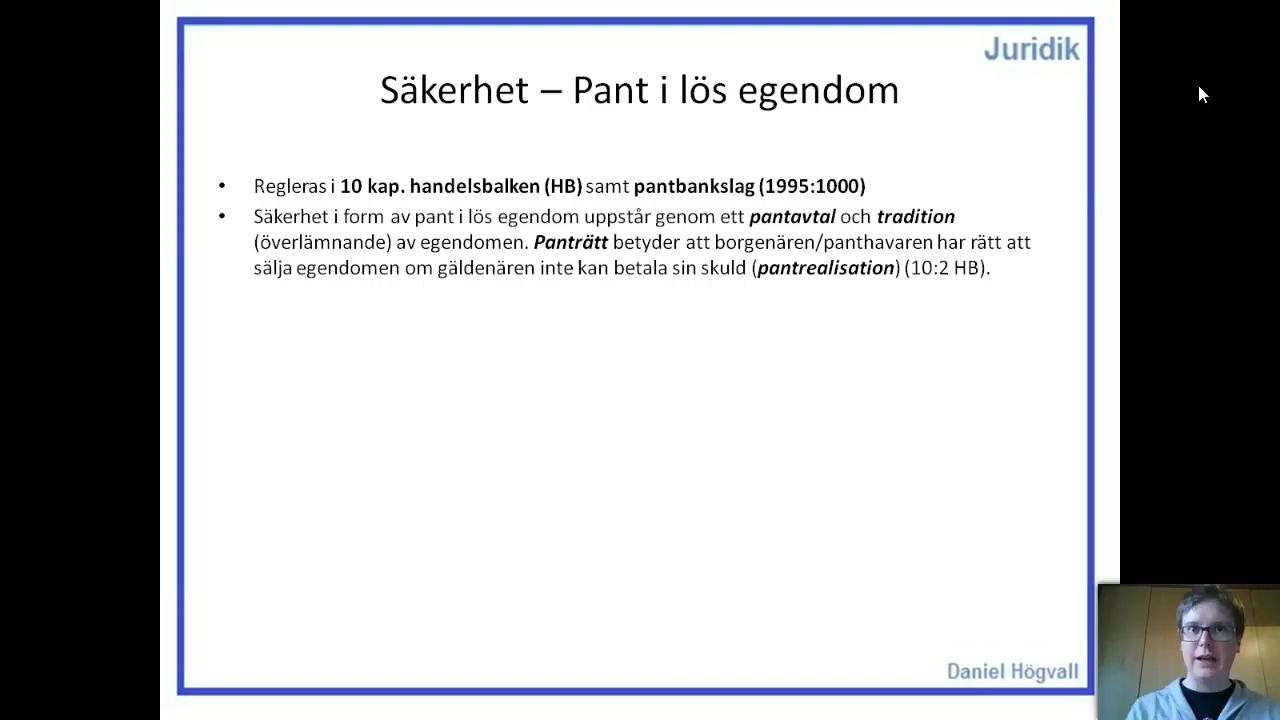 Juridik
Säkerhet – Pant i lös egendom
• Regleras i 10 kap. handelsbalken (HB) samt pantbankslag (1995:1000)
• Säkerhet i form av pant i lös egendom uppstår genom ett pantavtal och tradition
(överlämnande) av egendomen. Panträtt betyder att borgenären/panthavaren har rätt att
sälja egendomen om gäldenären inte kan betala sin skuld (pantrealisation) (10:2 HB).
Daniel Högvall